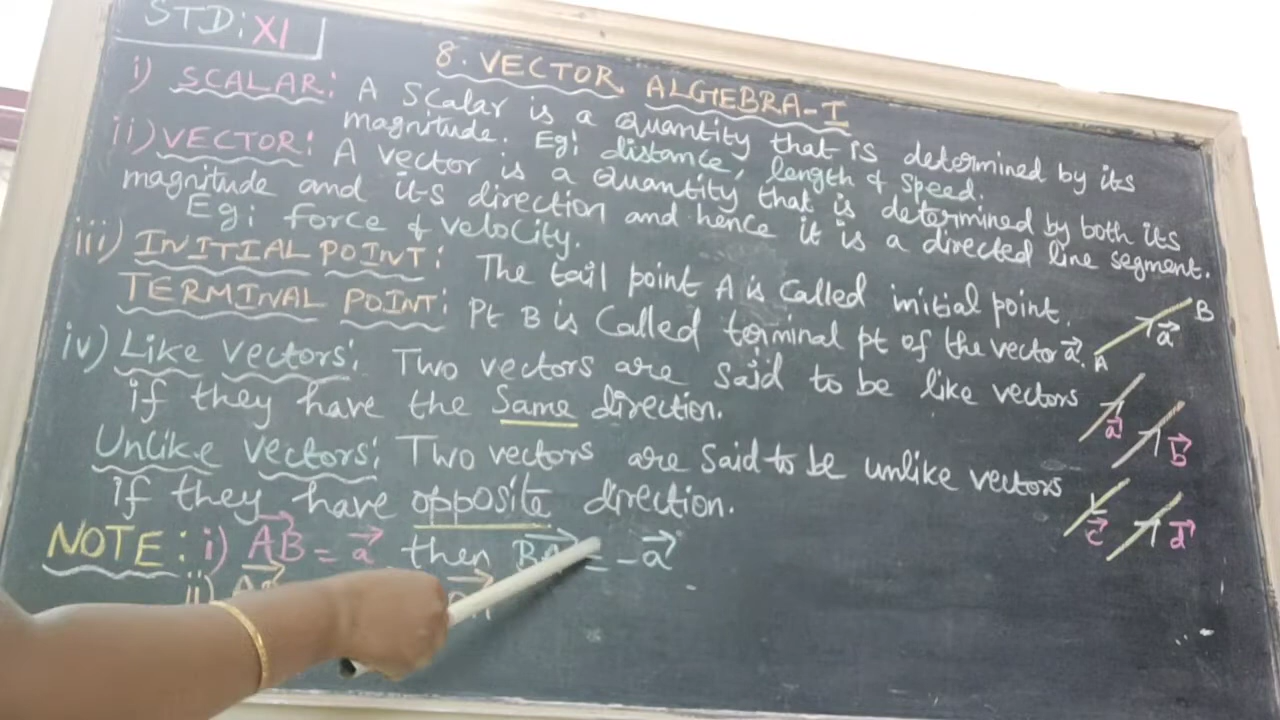 STD: XI
8. VECTOR ALGEBRA-I
i) SCALAR: A Scalar is a quantity that is determined by its
magnitude. Eg: distance, length & speed.
ii) VECTOR: A vector is a quantity that is determined by both its
magnitude and its direction and hence it is a directed line segment.
Eg: force & velocity.
iii) INITIAL POINT: The tail point A is called initial point.
TERMINAL POINT: Pt B is called terminal pt of the vector a⃗.
A a⃗ B
iv) Like vectors: Two vectors are said to be like vectors
if they have the same direction.
a⃗ b⃗
Unlike vectors: Two vectors are said to be unlike vectors
if they have opposite direction.
c⃗ d⃗
NOTE: i) AB⃗ = a⃗ then BA⃗ = -a⃗
ii)